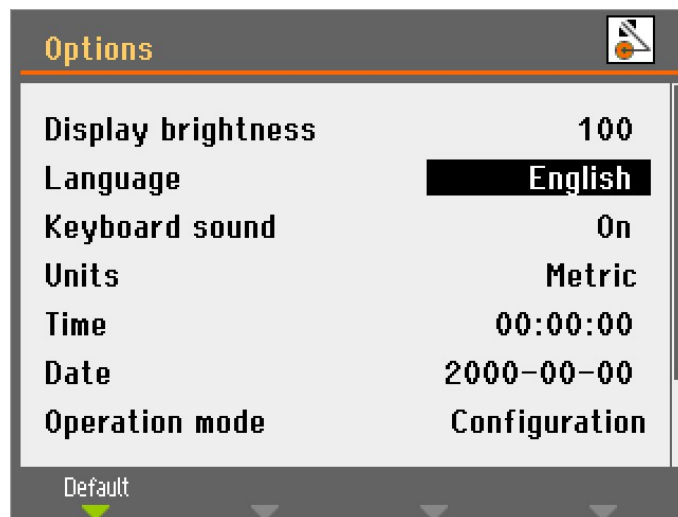 Options
Display brightness 100
Language English
Keyboard sound On
Units Metric
Time 00:00:00
Date 2000-00-00
Operation mode Configuration
Default